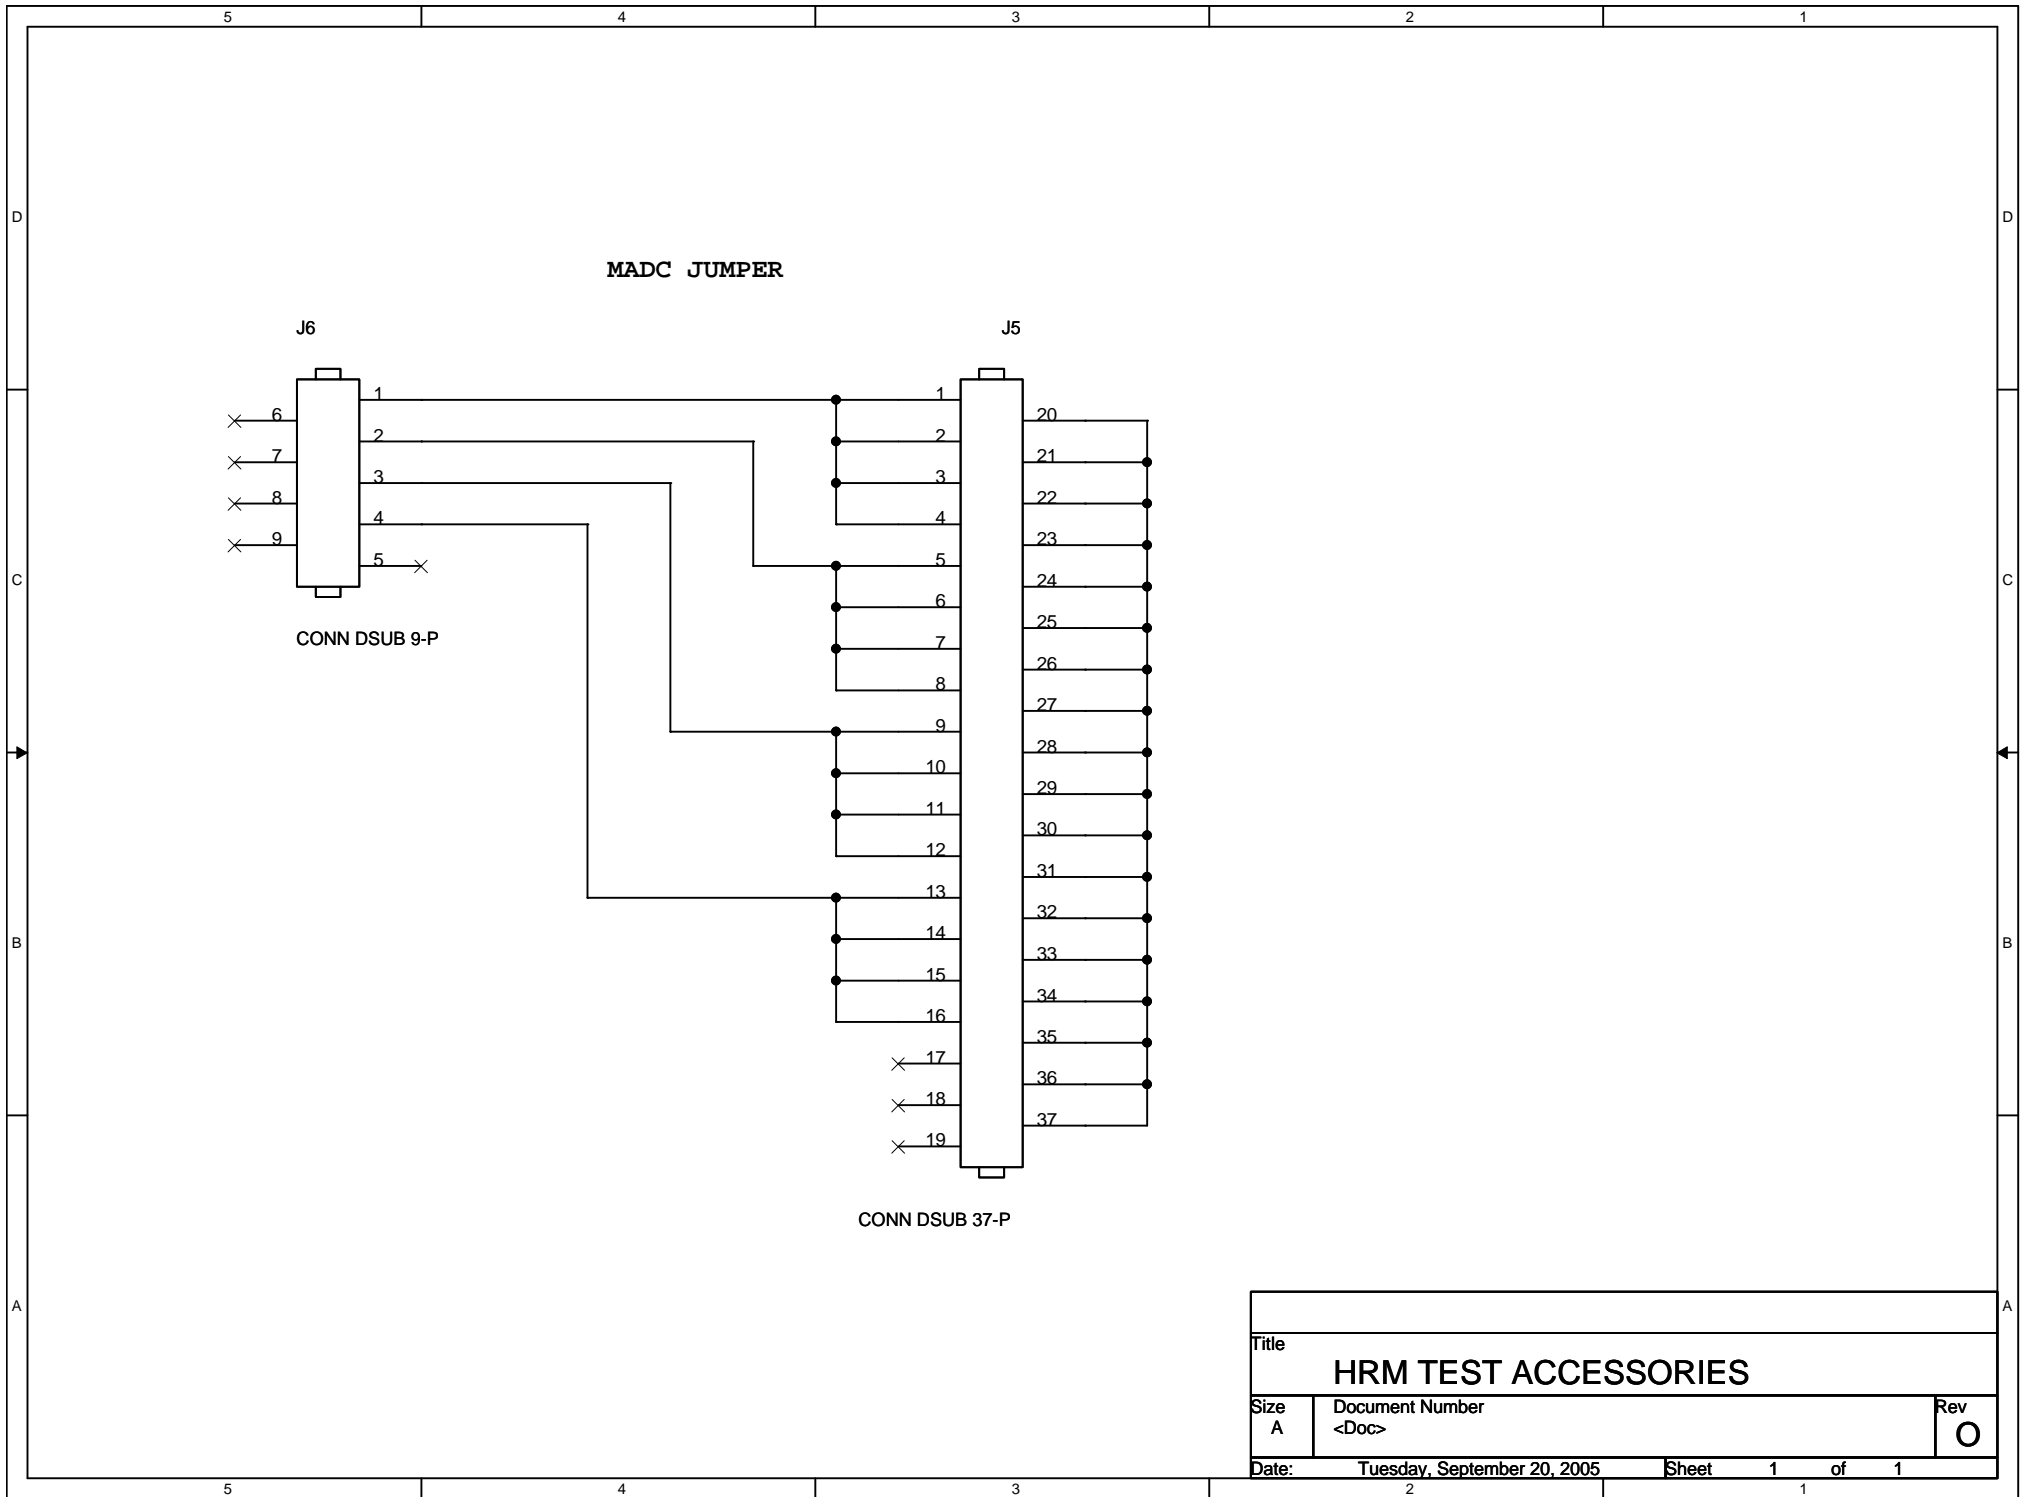 5 4 3 2 1
D D
MADC JUMPER
J6 J5
1 1
6 20
2 2
7 21
3 3
8 22
4 4
9 23
5 5
C 24 C
6
25
CONN DSUB 9-P
7
26
8
27
9
28
10
29
11
30
12
31
13
32
B 14 B
33
15
34
16
35
17
36
18
37
19
CONN DSUB 37-P
A A
Title
HRM TEST ACCESSORIES
Size Document Number Rev
A <Doc> O
Date: Tuesday, September 20, 2005 Sheet 1 of 1
5 4 3 2 1